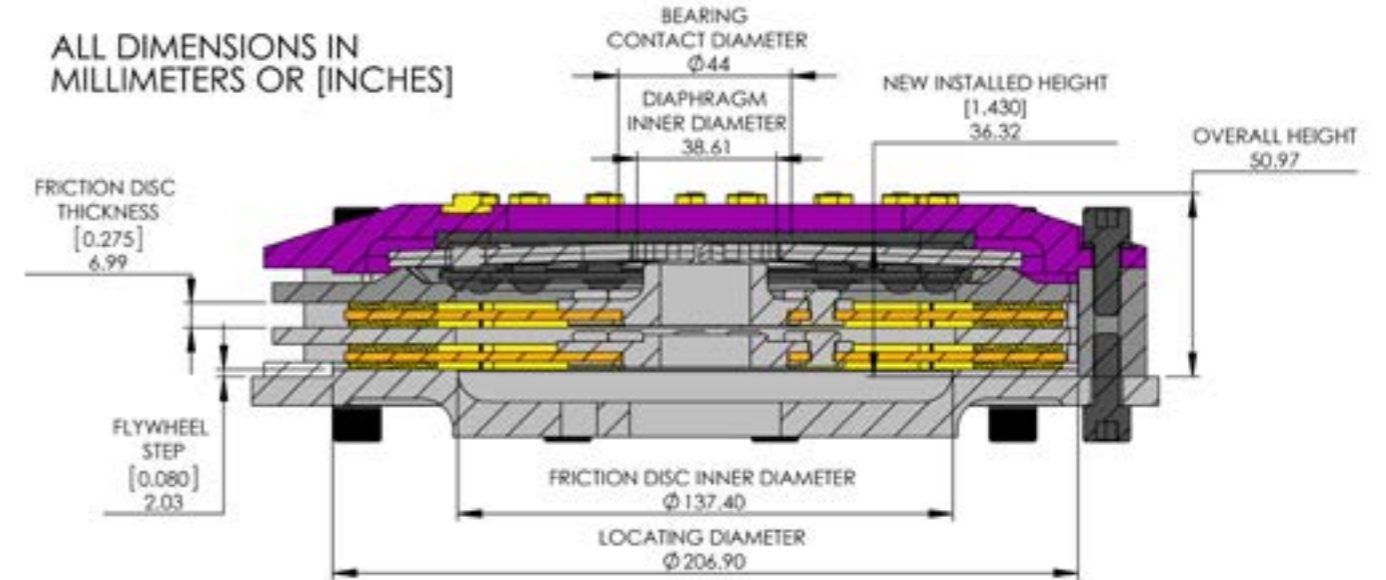 ALL DIMENSIONS IN
MILLIMETERS OR [INCHES]
BEARING
CONTACT DIAMETER
Ø44
DIAPHRAGM
INNER DIAMETER
38.61
NEW INSTALLED HEIGHT
[1.430]
36.32
OVERALL HEIGHT
50.97
FRICTION DISC
THICKNESS
[0.275]
6.99
FLYWHEEL
STEP
[0.080]
2.03
FRICTION DISC INNER DIAMETER
Ø137.40
LOCATING DIAMETER
Ø206.90